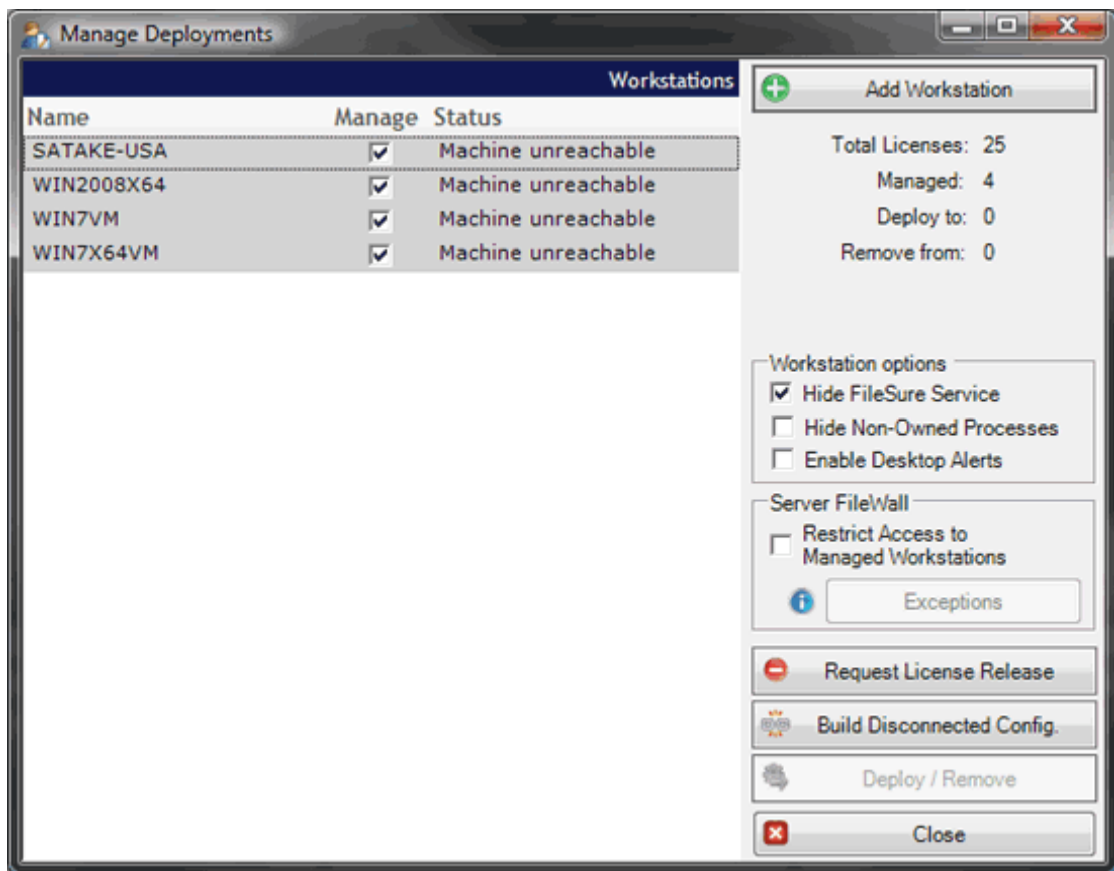 Manage Deployments
Workstations
Name Manage Status
SATAKE-USA Machine unreachable
WIN2008X64 Machine unreachable
WIN7VM Machine unreachable
WIN7X64VM Machine unreachable
Add Workstation
Total Licenses: 25
Managed: 4
Deploy to: 0
Remove from: 0
Workstation options
Hide FileSure Service
Hide Non-Owned Processes
Enable Desktop Alerts
Server FileWall
Restrict Access to
Managed Workstations
Exceptions
Request License Release
Build Disconnected Config.
Deploy / Remove
Close